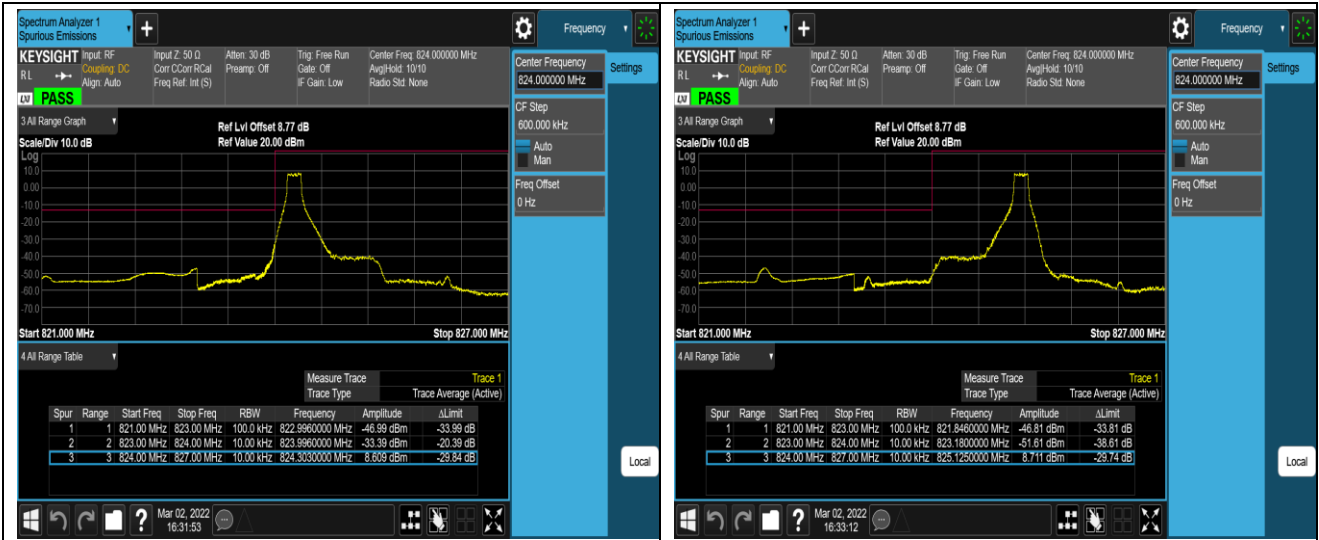 Spectrum Analyzer 1
Spurious Emissions
Frequency
KEYSIGHT Input: RF Input Z: 50 Ω Atten: 30 dB Trig: Free Run Center Freq: 824.000000 MHz
RL Coupling: DC Corr CCorr RCal Preamp: Off Gate: Off Avg|Hold: 10/10
Align: Auto Freq Ref: Int (S) IF Gain: Low Radio Std: None
PASS
Center Frequency
824.000000 MHz
Settings
CF Step
600.000 kHz
Auto
Man
Freq Offset
0 Hz
3 All Range Graph
Ref Lvl Offset 8.77 dB
Scale/Div 10.0 dB Ref Value 20.00 dBm
Log
10.0
0.00
-10.0
-20.0
-30.0
-40.0
-50.0
-60.0
-70.0
Start 821.000 MHz Stop 827.000 MHz
4 All Range Table
Measure Trace Trace 1
Trace Type Trace Average (Active)
Spur Range Start Freq Stop Freq RBW Frequency Amplitude ΔLimit
1 1 821.00 MHz 823.00 MHz 100.0 kHz 822.9960000 MHz -46.99 dBm -33.99 dB
2 2 823.00 MHz 824.00 MHz 10.00 kHz 823.9960000 MHz -33.39 dBm -20.39 dB
3 3 824.00 MHz 827.00 MHz 10.00 kHz 824.3030000 MHz 8.609 dBm -29.84 dB
Local
?
Mar 02, 2022
16:31:53
Spectrum Analyzer 1
Spurious Emissions
Frequency
KEYSIGHT Input: RF Input Z: 50 Ω Atten: 30 dB Trig: Free Run Center Freq: 824.000000 MHz
RL Coupling: DC Corr CCorr RCal Preamp: Off Gate: Off Avg|Hold: 10/10
Align: Auto Freq Ref: Int (S) IF Gain: Low Radio Std: None
PASS
Center Frequency
824.000000 MHz
Settings
CF Step
600.000 kHz
Auto
Man
Freq Offset
0 Hz
3 All Range Graph
Ref Lvl Offset 8.77 dB
Scale/Div 10.0 dB Ref Value 20.00 dBm
Log
10.0
0.00
-10.0
-20.0
-30.0
-40.0
-50.0
-60.0
-70.0
Start 821.000 MHz Stop 827.000 MHz
4 All Range Table
Measure Trace Trace 1
Trace Type Trace Average (Active)
Spur Range Start Freq Stop Freq RBW Frequency Amplitude ΔLimit
1 1 821.00 MHz 823.00 MHz 100.0 kHz 821.8460000 MHz -46.81 dBm -33.81 dB
2 2 823.00 MHz 824.00 MHz 10.00 kHz 823.1800000 MHz -51.61 dBm -38.61 dB
3 3 824.00 MHz 827.00 MHz 10.00 kHz 825.1250000 MHz 8.711 dBm -29.74 dB
Local
?
Mar 02, 2022
16:33:12